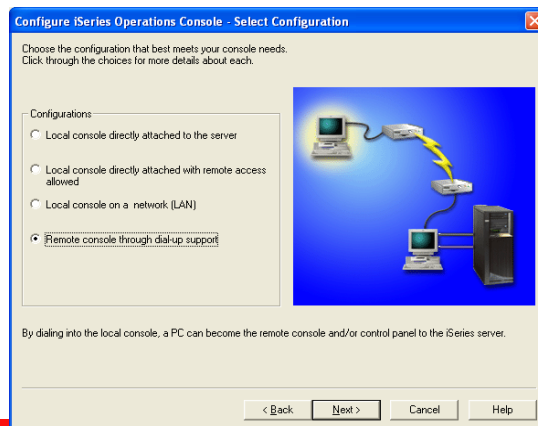 Configure iSeries Operations Console - Select Configuration
Choose the configuration that best meets your console needs.
Click through the choices for more details about each.
Configurations
Local console directly attached to the server
Local console directly attached with remote access
allowed
Local console on a network (LAN)
Remote console through dial-up support
By dialing into the local console, a PC can become the remote console and/or control panel to the iSeries server.
< Back
Next >
Cancel
Help